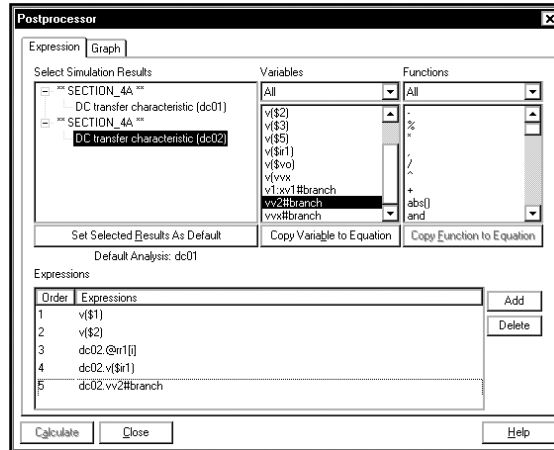 Postprocessor
Expression Graph
Select Simulation Results Variables Functions
** SECTION_4A **
DC transfer characteristic (dc01)
** SECTION_4A **
DC transfer characteristic (dc02)
All
v($2)
v($3)
v($5)
v($ir1)
v($vo)
v(vvx
v1:xv1#branch
vv2#branch
vvx#branch
All
-
%
*
,
/
^
+
abs()
and
Set Selected Results As Default Copy Variable to Equation Copy Function to Equation
Default Analysis: dc01
Expressions
Order Expressions
1 v($1)
2 v($2)
3 dc02.@rr1[i]
4 dc02.v($ir1)
5 dc02.vv2#branch
Add
Delete
Calculate Close Help